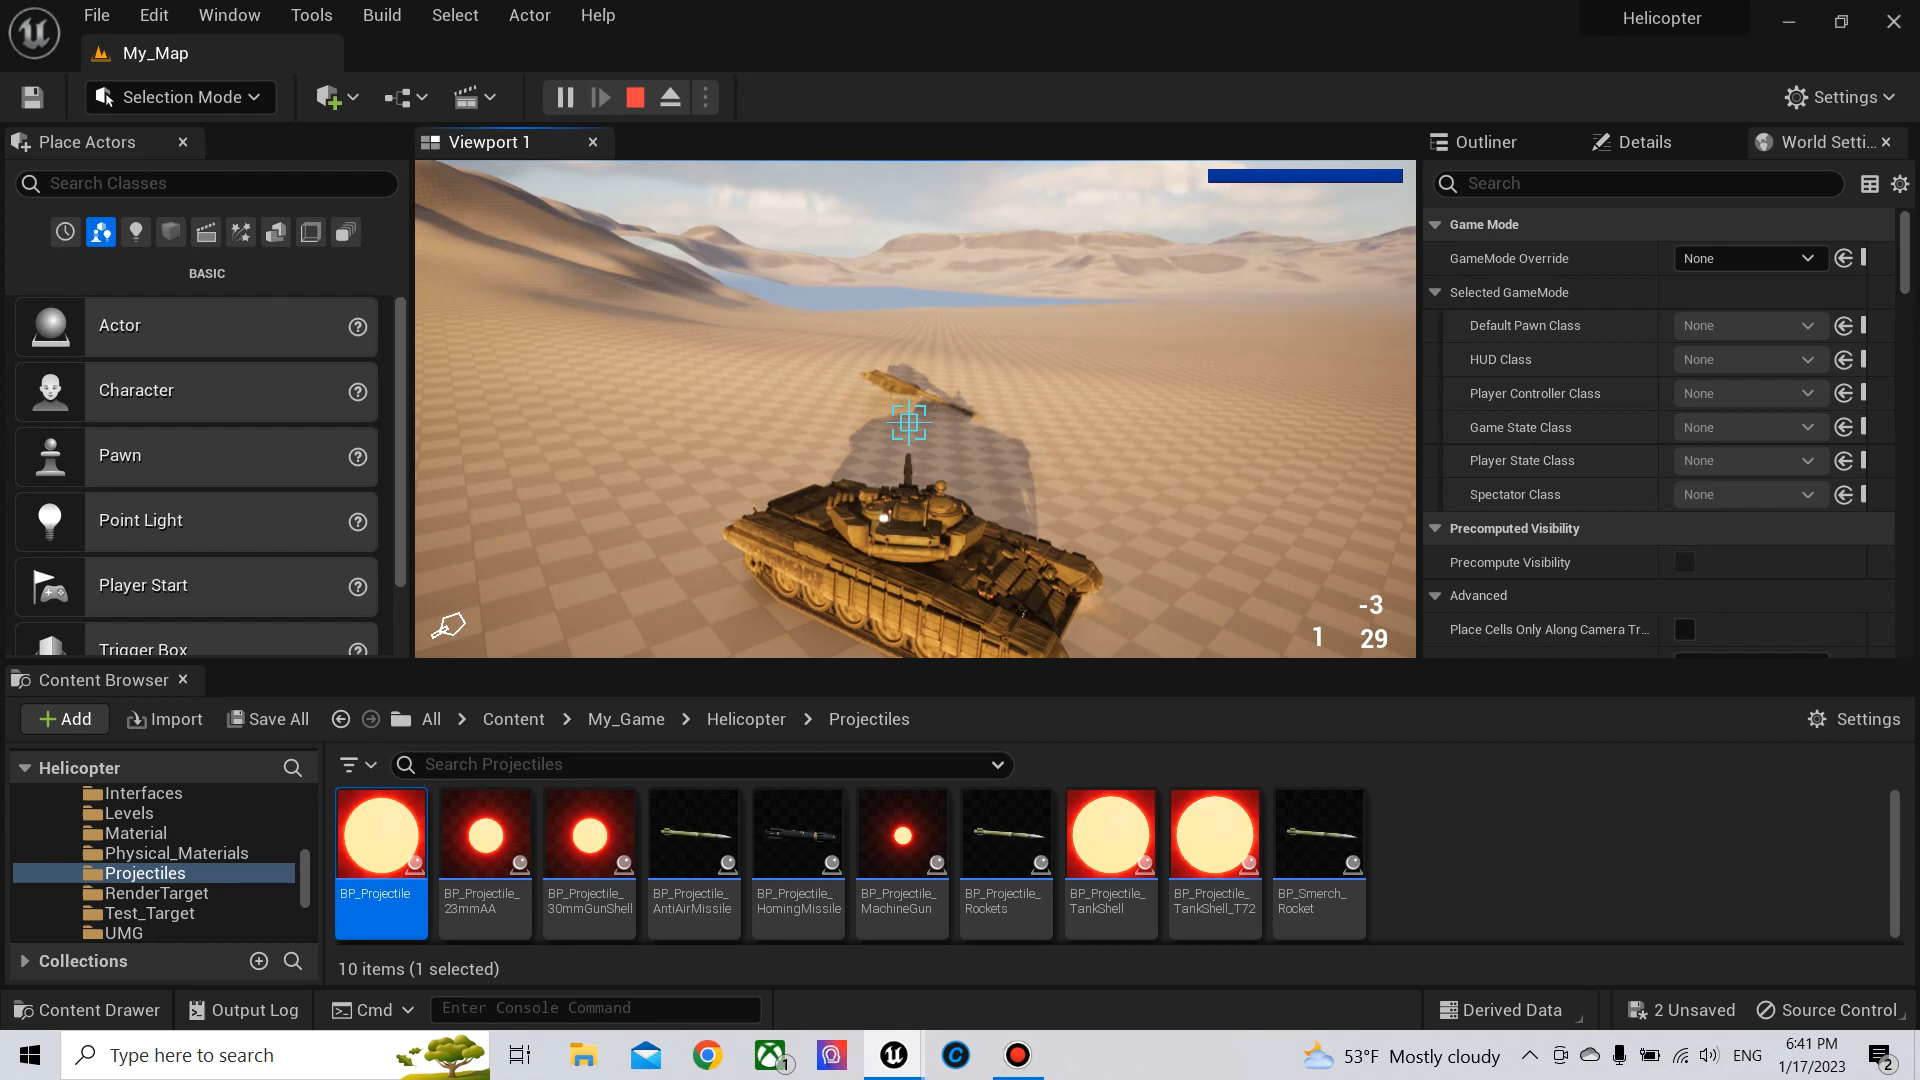 File Edit Window Tools Build Select Actor Help
Helicopter
My_Map
Selection Mode
Settings
Place Actors
Viewport 1
Outliner
Details
World Setti...
Search Classes
Search
BASIC
Game Mode
GameMode Override
None
Selected GameMode
Actor
Default Pawn Class
None
HUD Class
None
Character
Player Controller Class
None
Game State Class
None
Pawn
Player State Class
None
Spectator Class
None
Point Light
Precomputed Visibility
Precompute Visibility
Player Start
Advanced
-3
Place Cells Only Along Camera Tr...
1 29
Trigger Box
Content Browser
Add
Import
Save All
All > Content > My_Game > Helicopter > Projectiles
Settings
Helicopter
Search Projectiles
Interfaces
Levels
Material
Physical_Materials
Projectiles
RenderTarget
Test_Target
UMG
BP_Projectile
BP_Projectile_
23mmAA
BP_Projectile_
30mmGunShell
BP_Projectile_
AntiAirMissile
BP_Projectile_
HomingMissile
BP_Projectile_
MachineGun
BP_Projectile_
Rockets
BP_Projectile_
TankShell
BP_Projectile_
TankShell_T72
BP_Smerch_
Rocket
Collections
10 items (1 selected)
Content Drawer
Output Log
Cmd
Enter Console Command
Derived Data
2 Unsaved
Source Control
Type here to search
1
53°F Mostly cloudy
ENG
6:41 PM
1/17/2023
2